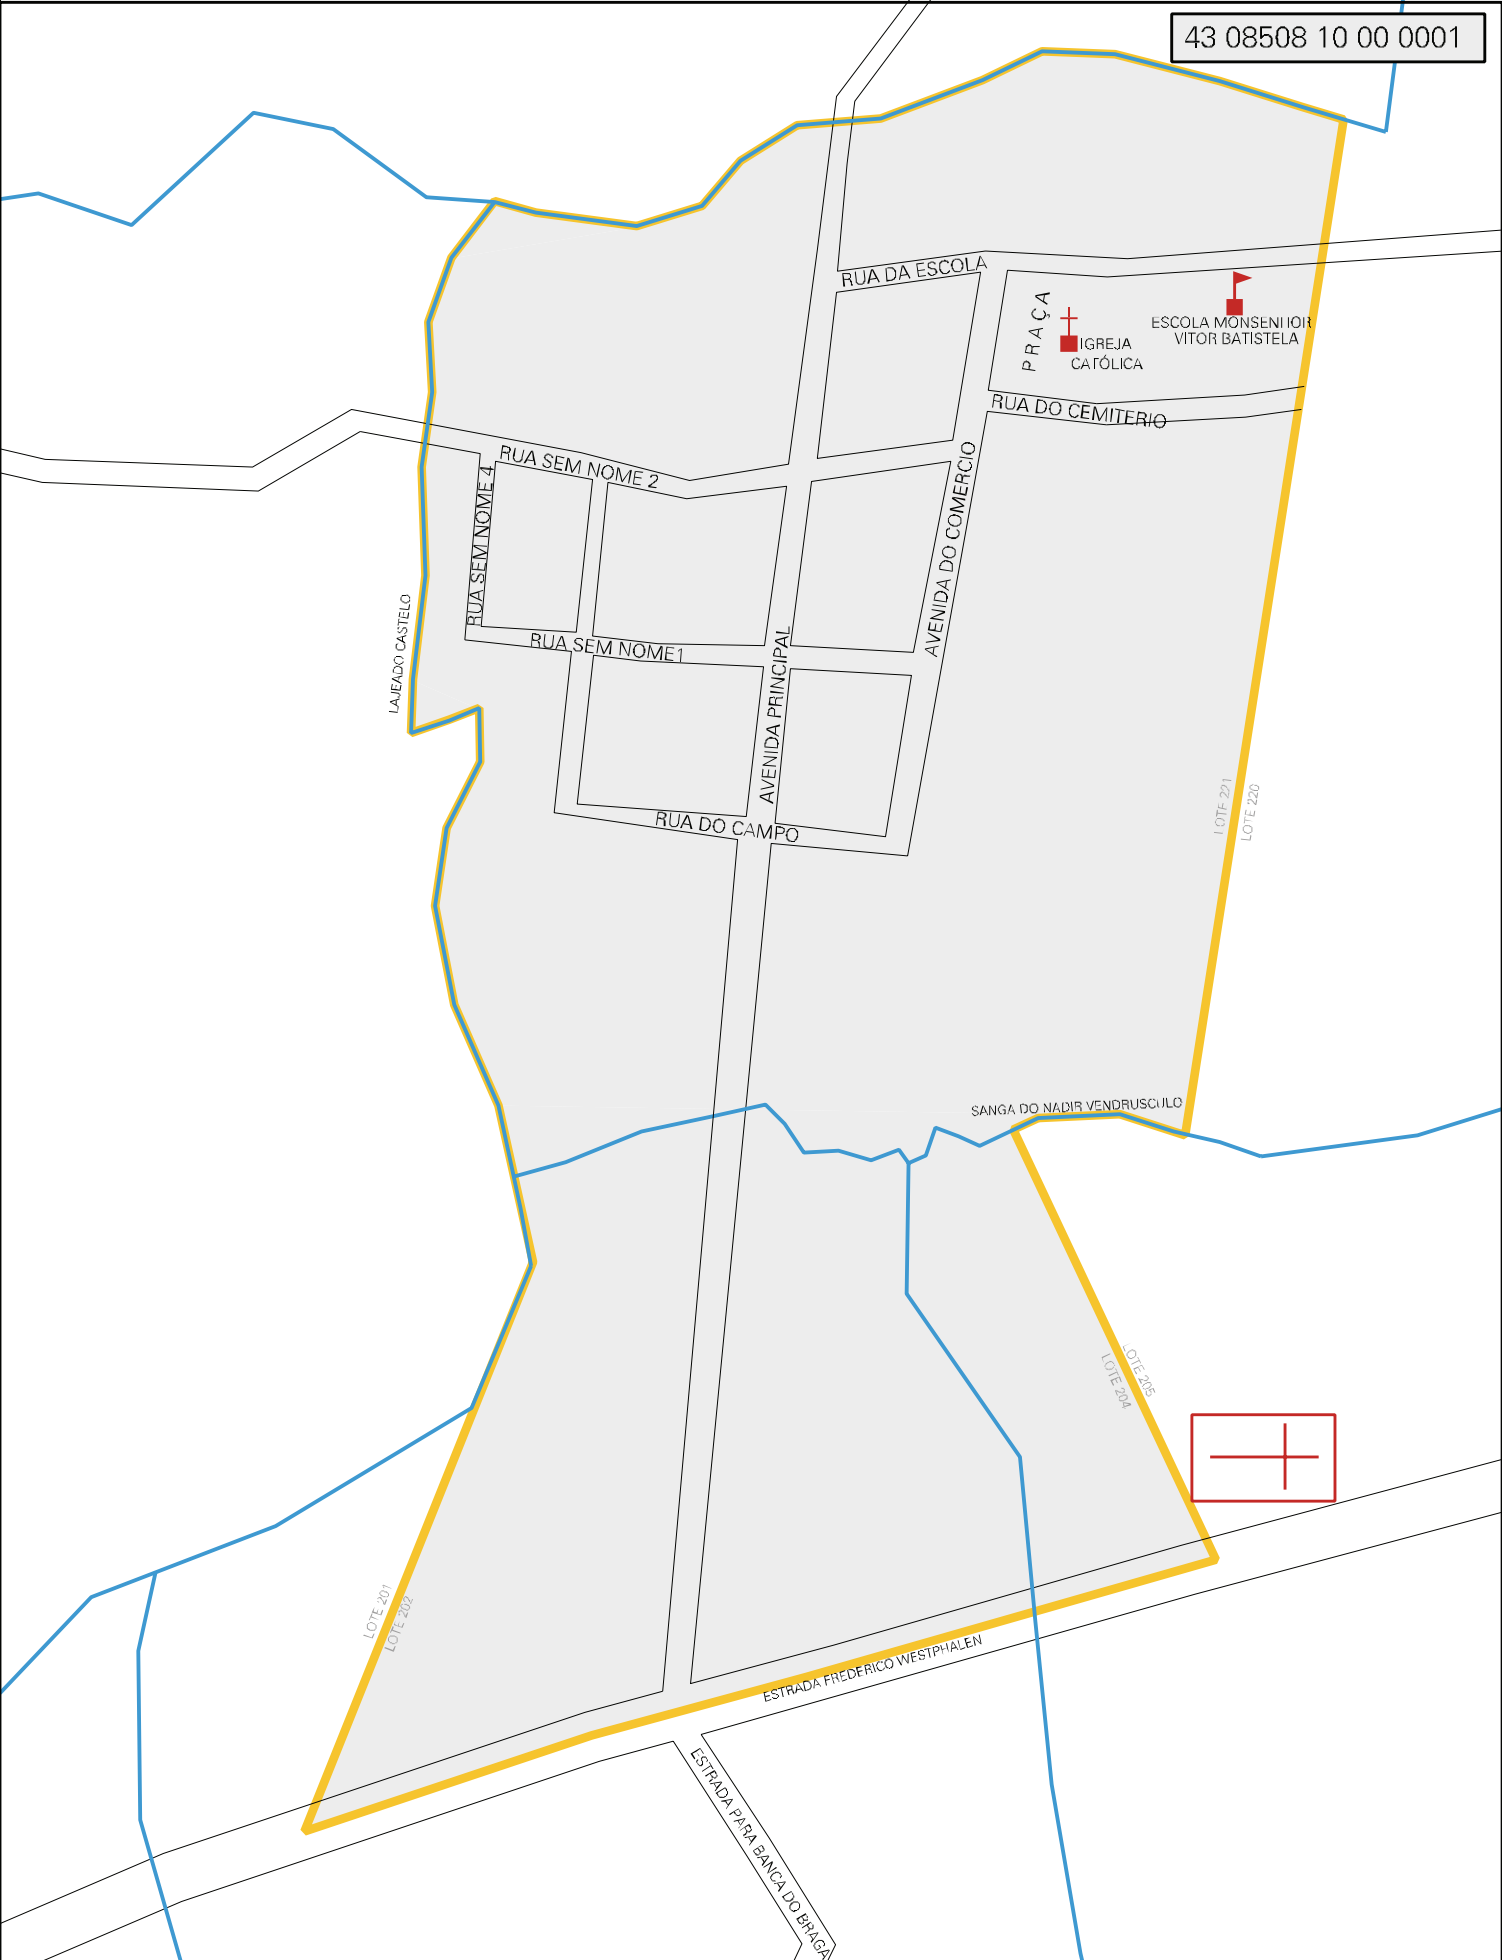 43 08508 10 00 0001
RUA DA ESCOLA
PRAÇA
IGREJA
CATÓLICA
ESCOLA MONSENHOR
VITOR BATISTELA
RUA DO CEMITERIO
RUA SEM NOME 2
RUA SEM NOME 4
AVENIDA DO COMERCIO
LAJEADO CASTELO
RUA SEM NOME1
AVENIDA PRINCIPAL
RUA DO CAMPO
LOTE 221
LOTE 220
SANGA DO NADIR VENDRUSCULO
LOTE 205
LOTE 204
LOTE 201
LOTE 202
ESTRADA FREDERICO WESTPHALEN
ESTRADA PARA BANCA DO BRAGA